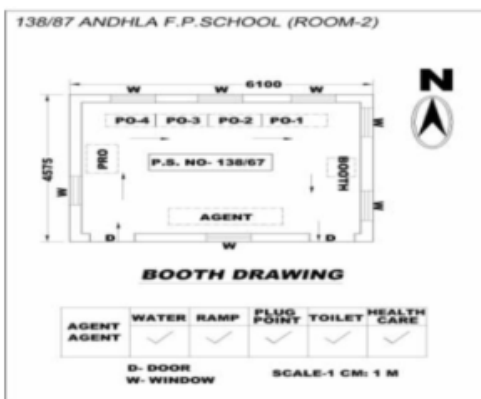 138/87 ANDHLA F.P.SCHOOL (ROOM-2)
6100
N
W W W
PO-4 PO-3 PO-2 PO-1
W
4575
PRO
P.S. NO- 138/67
BOOTH
W
W
AGENT
D W D
BOOTH DRAWING
WATER RAMP PLUG POINT TOILET HEALTH CARE
AGENT
AGENT
D- DOOR
W- WINDOW
SCALE-1 CM: 1 M